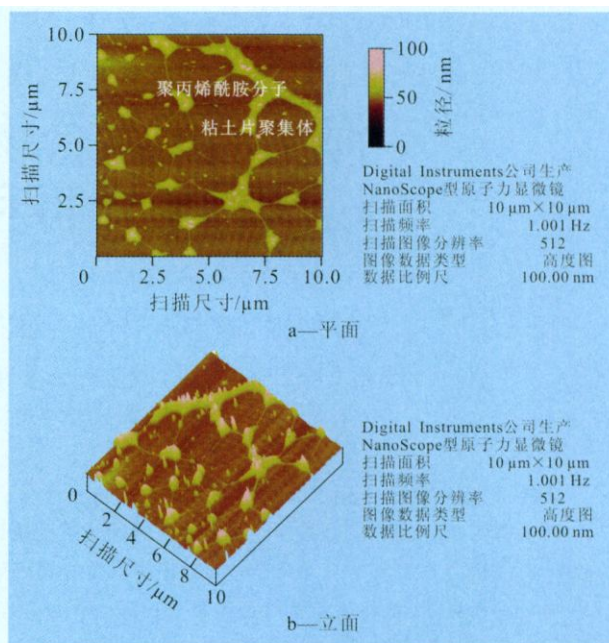 10.0
7.5
5.0
2.5
0
2.5
5.0
7.5
10.0
扫描尺寸/μm
扫描尺寸/μm
聚丙烯酰胺分子
粘土片聚集体
100
50
0
粒径/nm
Digital Instruments公司生产
NanoScope型原子力显微镜
扫描面积 10 μm×10 μm
扫描频率 1.001 Hz
扫描图像分辨率 512
图像数据类型 高度图
数据比例尺 100.00 nm
a—平面
0
2
4
6
8
10
扫描尺寸/μm
Digital Instruments公司生产
NanoScope型原子力显微镜
扫描面积 10 μm×10 μm
扫描频率 1.001 Hz
扫描图像分辨率 512
图像数据类型 高度图
数据比例尺 100.00 nm
b—立面